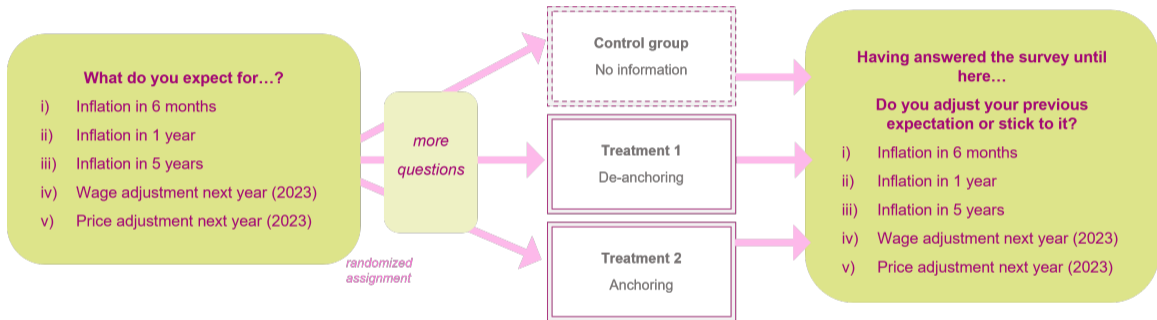 What do you expect for…?
i) Inflation in 6 months
ii) Inflation in 1 year
iii) Inflation in 5 years
iv) Wage adjustment next year (2023)
v) Price adjustment next year (2023)
more
questions
randomized
assignment
Control group
No information
Treatment 1
De-anchoring
Treatment 2
Anchoring
Having answered the survey until
here…
Do you adjust your previous
expectation or stick to it?
i) Inflation in 6 months
ii) Inflation in 1 year
iii) Inflation in 5 years
iv) Wage adjustment next year (2023)
v) Price adjustment next year (2023)